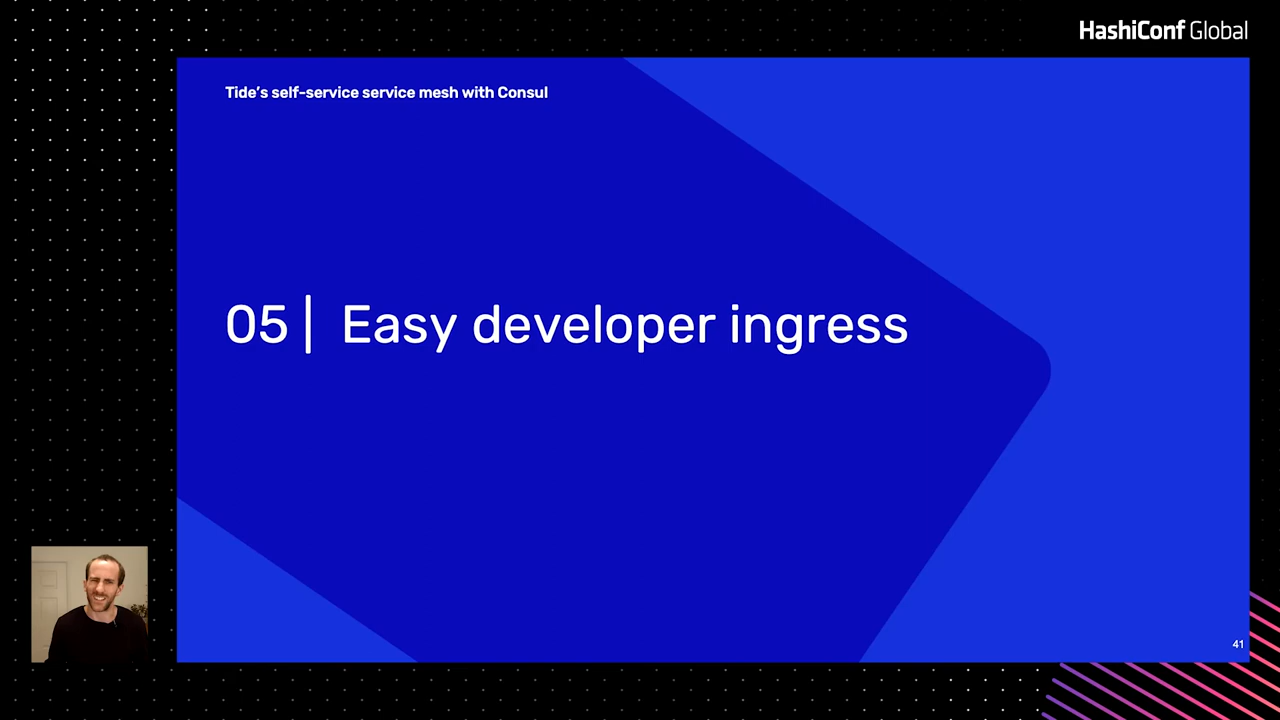 HashiConf Global
Tide’s self-service service mesh with Consul
05 | Easy developer ingress
41